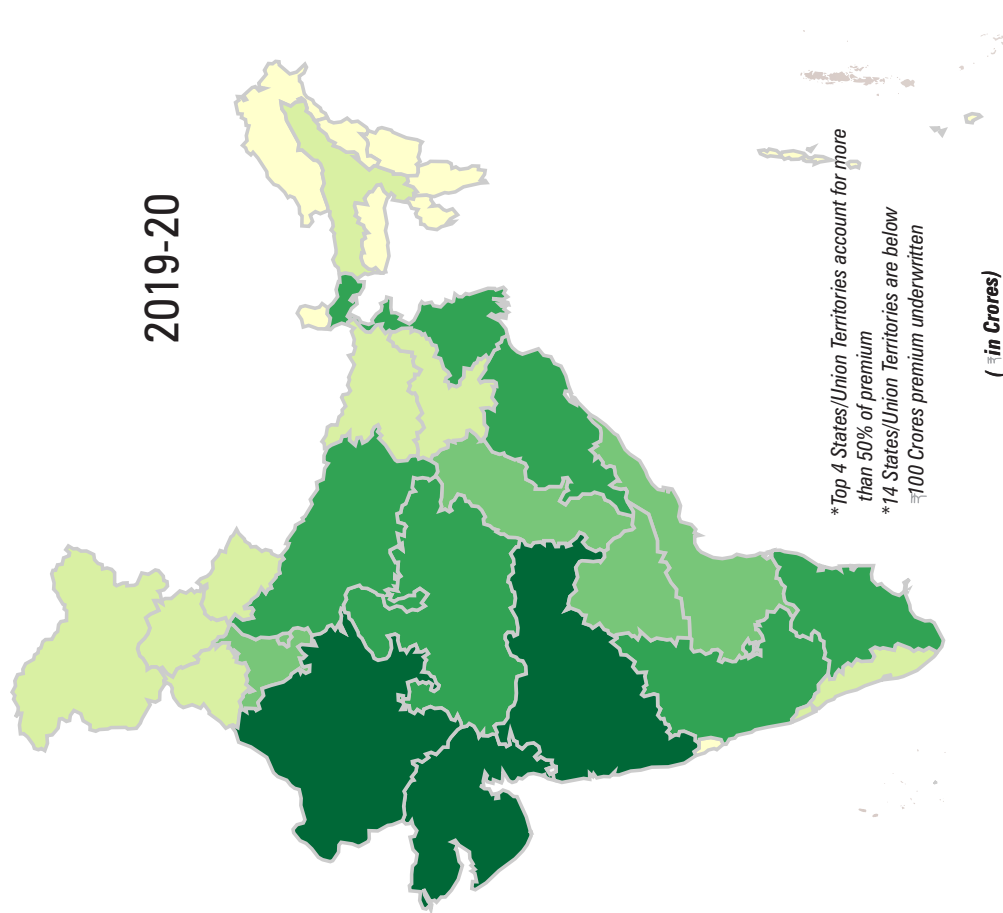 2019-20
*Top 4 States/Union Territories account for more
than 50% of premium
*14 States/Union Territories are below
₹100 Crores premium underwritten
( ₹ in Crores)